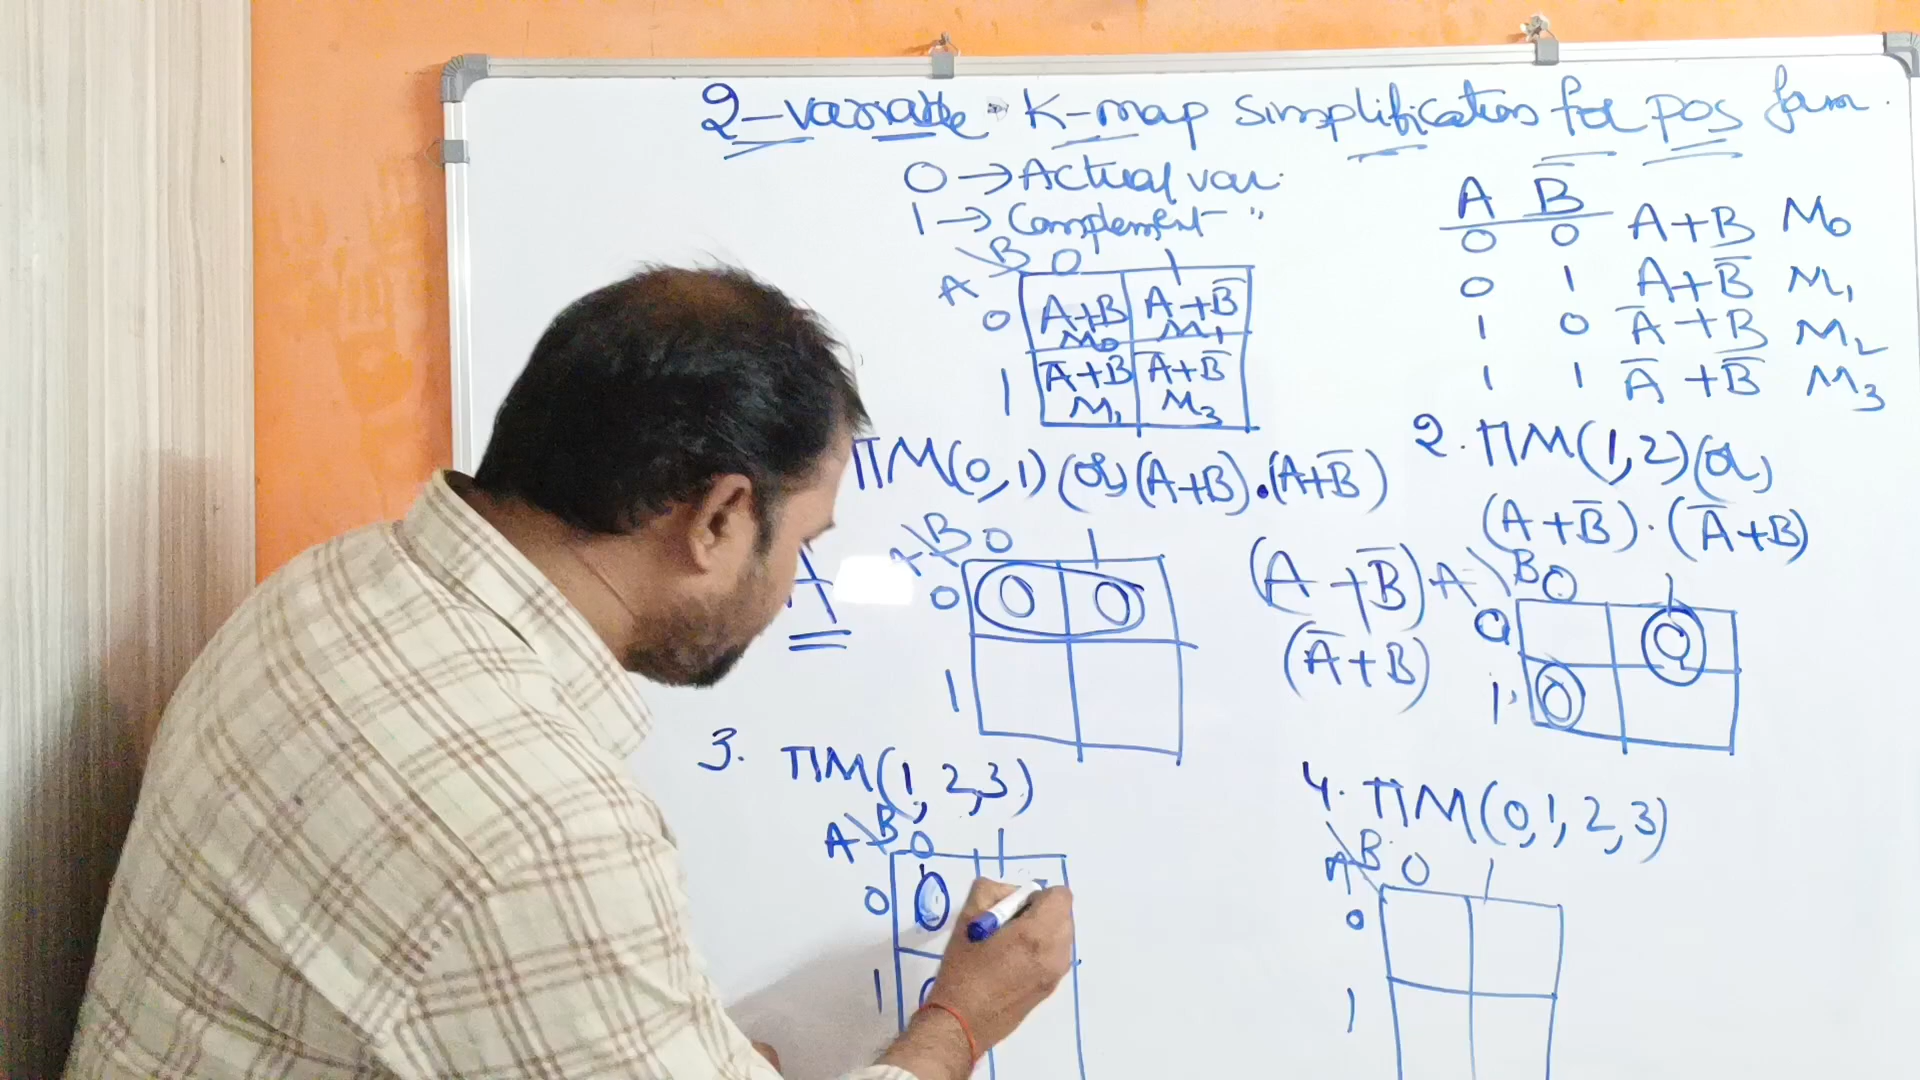 2-variable K-map simplification for POS form
0 → Actual var.
1 → Complement "
A B̅
0 0 A+B M0
0 1 A+B̅ M1
1 0 A̅+B M2
1 1 A̅+B̅ M3
B 0 1
A
0 A+B M0 A+B̅ M1
1 A̅+B M1 A̅+B̅ M3
ΠM(0,1) (or) (A+B).(A+B̅)
A B 0 1
0 0 0
1
A
2. ΠM(1,2) (or)
(A+B̅).(A̅+B)
(A+B̅)
(A̅+B)
A B 0 1
0 0
1 0
3. ΠM(1,2,3)
A B 0 1
0 0
1
4. ΠM(0,1,2,3)
A B 0 1
0
1